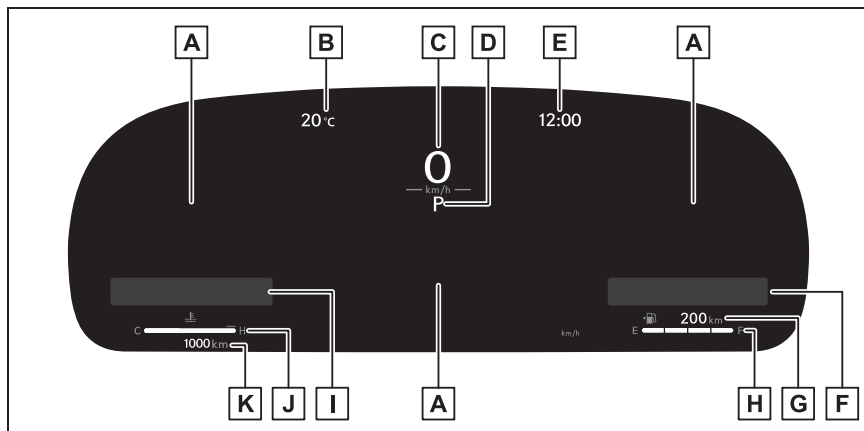 A B C D E A
20 °C 12:00
0
km/h
P
200 km
C H km/h E F
1000 km
K J I A H G F